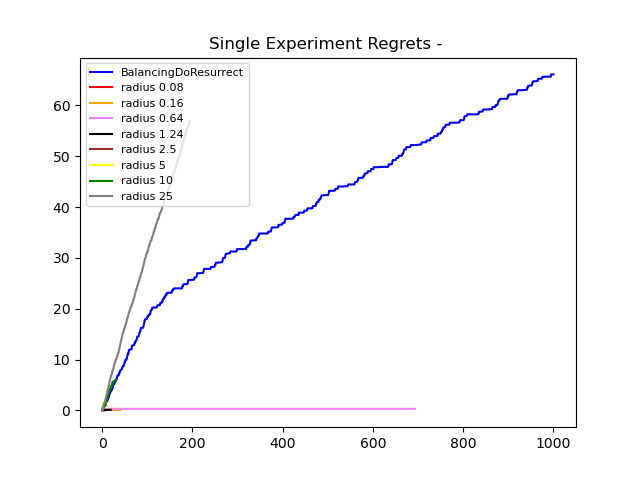 Single Experiment Regrets -
BalancingDoResurrect
radius 0.08
radius 0.16
radius 0.64
radius 1.24
radius 2.5
radius 5
radius 10
radius 25
60
50
40
30
20
10
0
0 200 400 600 800 1000